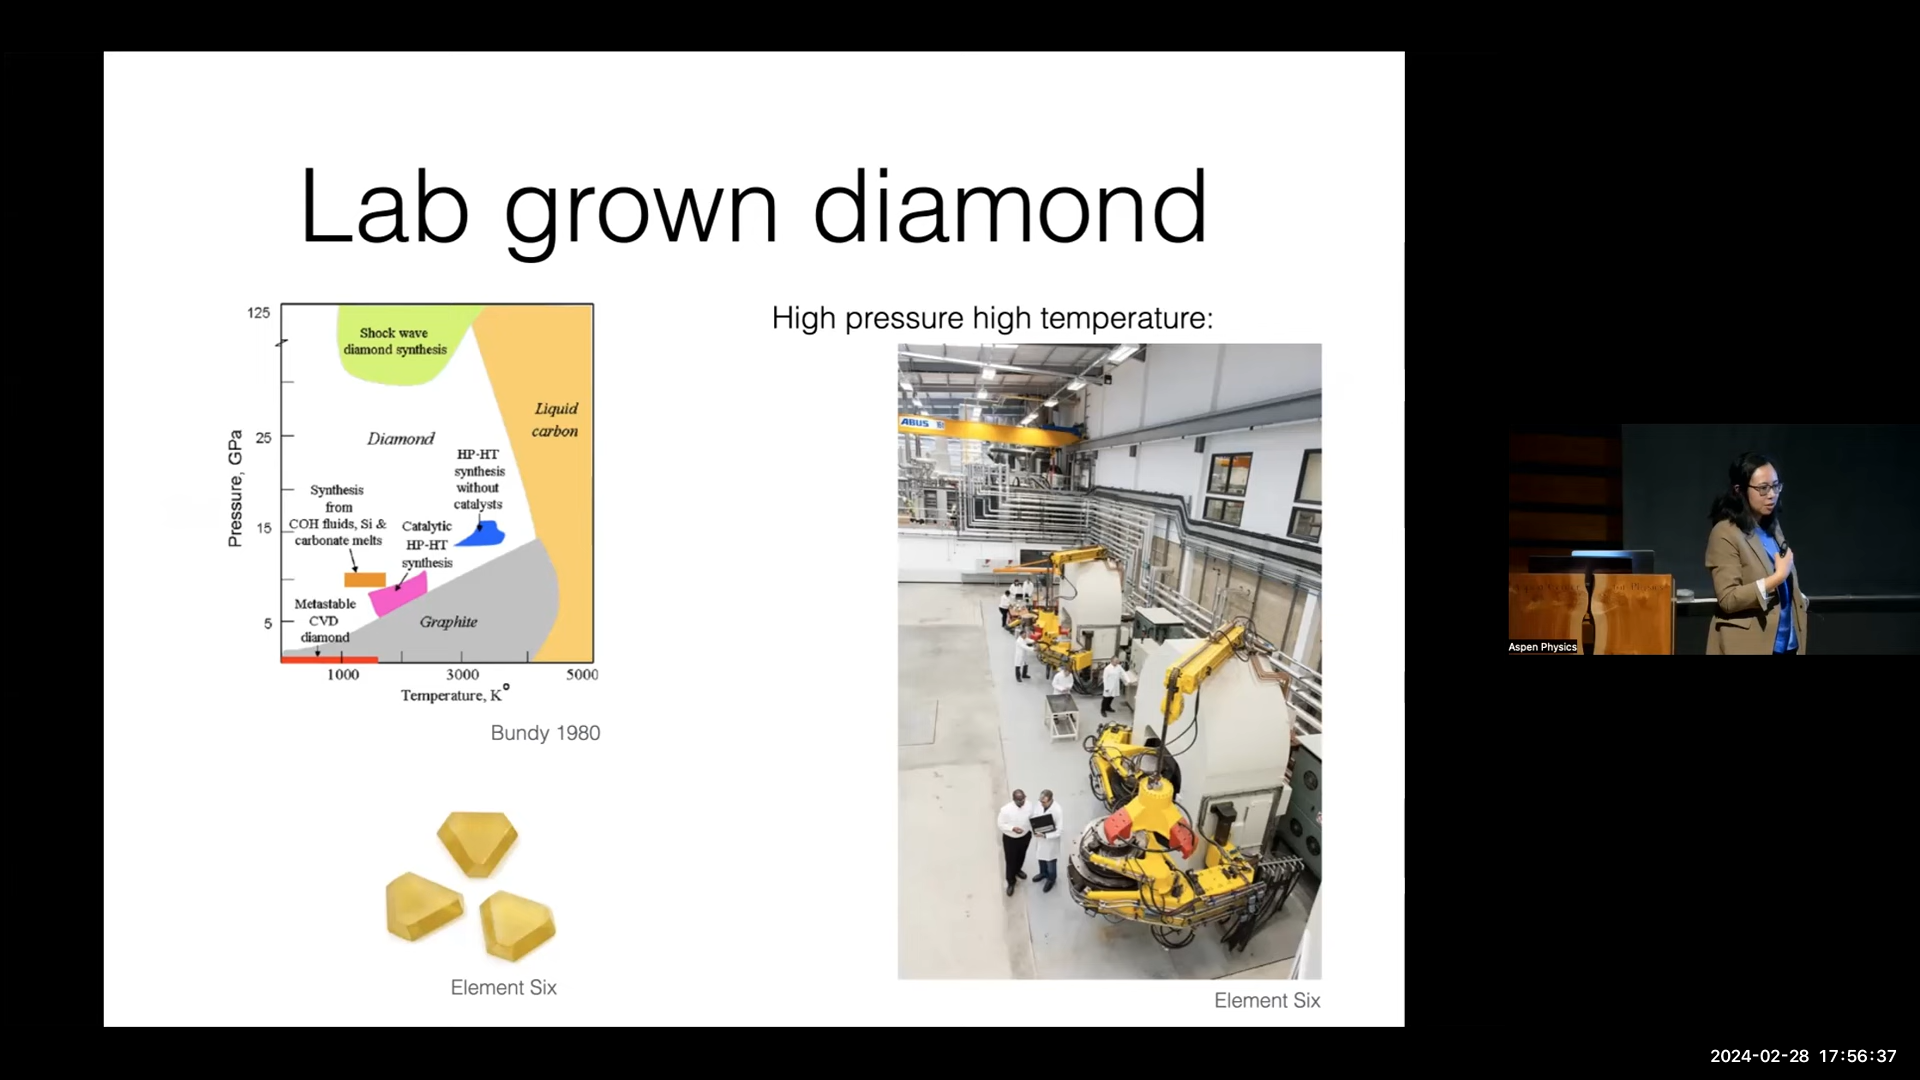 Lab grown diamond
125
25
15
5
Pressure, GPa
Shock wave
diamond synthesis
Liquid
carbon
Diamond
HP-HT
synthesis
without
catalysts
Synthesis
from
COH fluids, Si &
carbonate melts
Catalytic
HP-HT
synthesis
Metastable
CVD
diamond
Graphite
1000
3000
5000
Temperature, K°
Bundy 1980
Element Six
High pressure high temperature:
ABUS
Element Six
Aspen Physics
2024-02-28 17:56:37